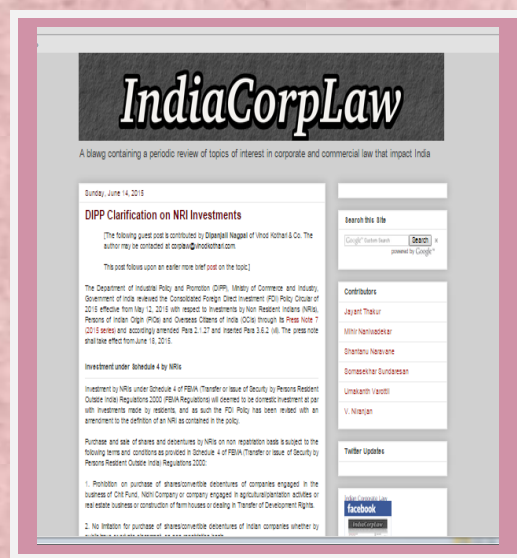 IndiaCorpLaw
A blawg containing a periodic review of topics of interest in corporate and commercial law that impact India
Sunday, June 14, 2015
DIPP Clarification on NRI Investments
[The following guest post is contributed by Dipanjali Nagpal of Vinod Kothari & Co. The
author may be contacted at corplaw@vinodkothari.com.
This post follows upon an earlier more brief post on the topic.]
The Department of Industrial Policy and Promotion (DIPP), Ministry of Commerce and Industry,
Government of India reviewed the Consolidated Foreign Direct Investment (FDI) Policy Circular of
2015 effective from May 12, 2015 with respect to Investments by Non Resident Indians (NRIs),
Persons of Indian Origin (PIOs) and Overseas Citizens of India (OCIs) through its Press Note 7
(2015 series) and accordingly amended Para 2.1.27 and inserted Para 3.6.2 (vi). The press note
shall take effect from June 18, 2015.
Investment under Schedule 4 by NRIs
Investment by NRIs under Schedule 4 of FEMA (Transfer or Issue of Security by Persons Resident
Outside India) Regulations 2000 (FEMA Regulations) will deemed to be domestic investment at par
with investments made by residents, and as such the FDI Policy has been revised with an
amendment to the definition of an NRI as contained in the policy.
Purchase and sale of shares and debentures by NRIs on non repatriation basis is subject to the
following terms and conditions as provided in Schedule 4 of FEMA (Transfer or Issue of Security by
Persons Resident Outside India) Regulations 2000:
1. Prohibition on purchase of shares/convertible debentures of companies engaged in the
business of Chit Fund, Nidhi Company or company engaged in agricultural/plantation activities or
real estate business or construction of farm houses or dealing in Transfer of Development Rights.
2. No limitation for purchase of shares/convertible debentures of Indian companies whether by
Search this Site
Google Custom Search
Search
powered by Google
Contributors
Jayant Thakur
Mihir Naniwadekar
Shantanu Naravane
Somasekhar Sundaresan
Umakanth Varottil
V. Niranjan
Twitter Updates
Indian Corporate Law
facebook
IndiaCorpLaw